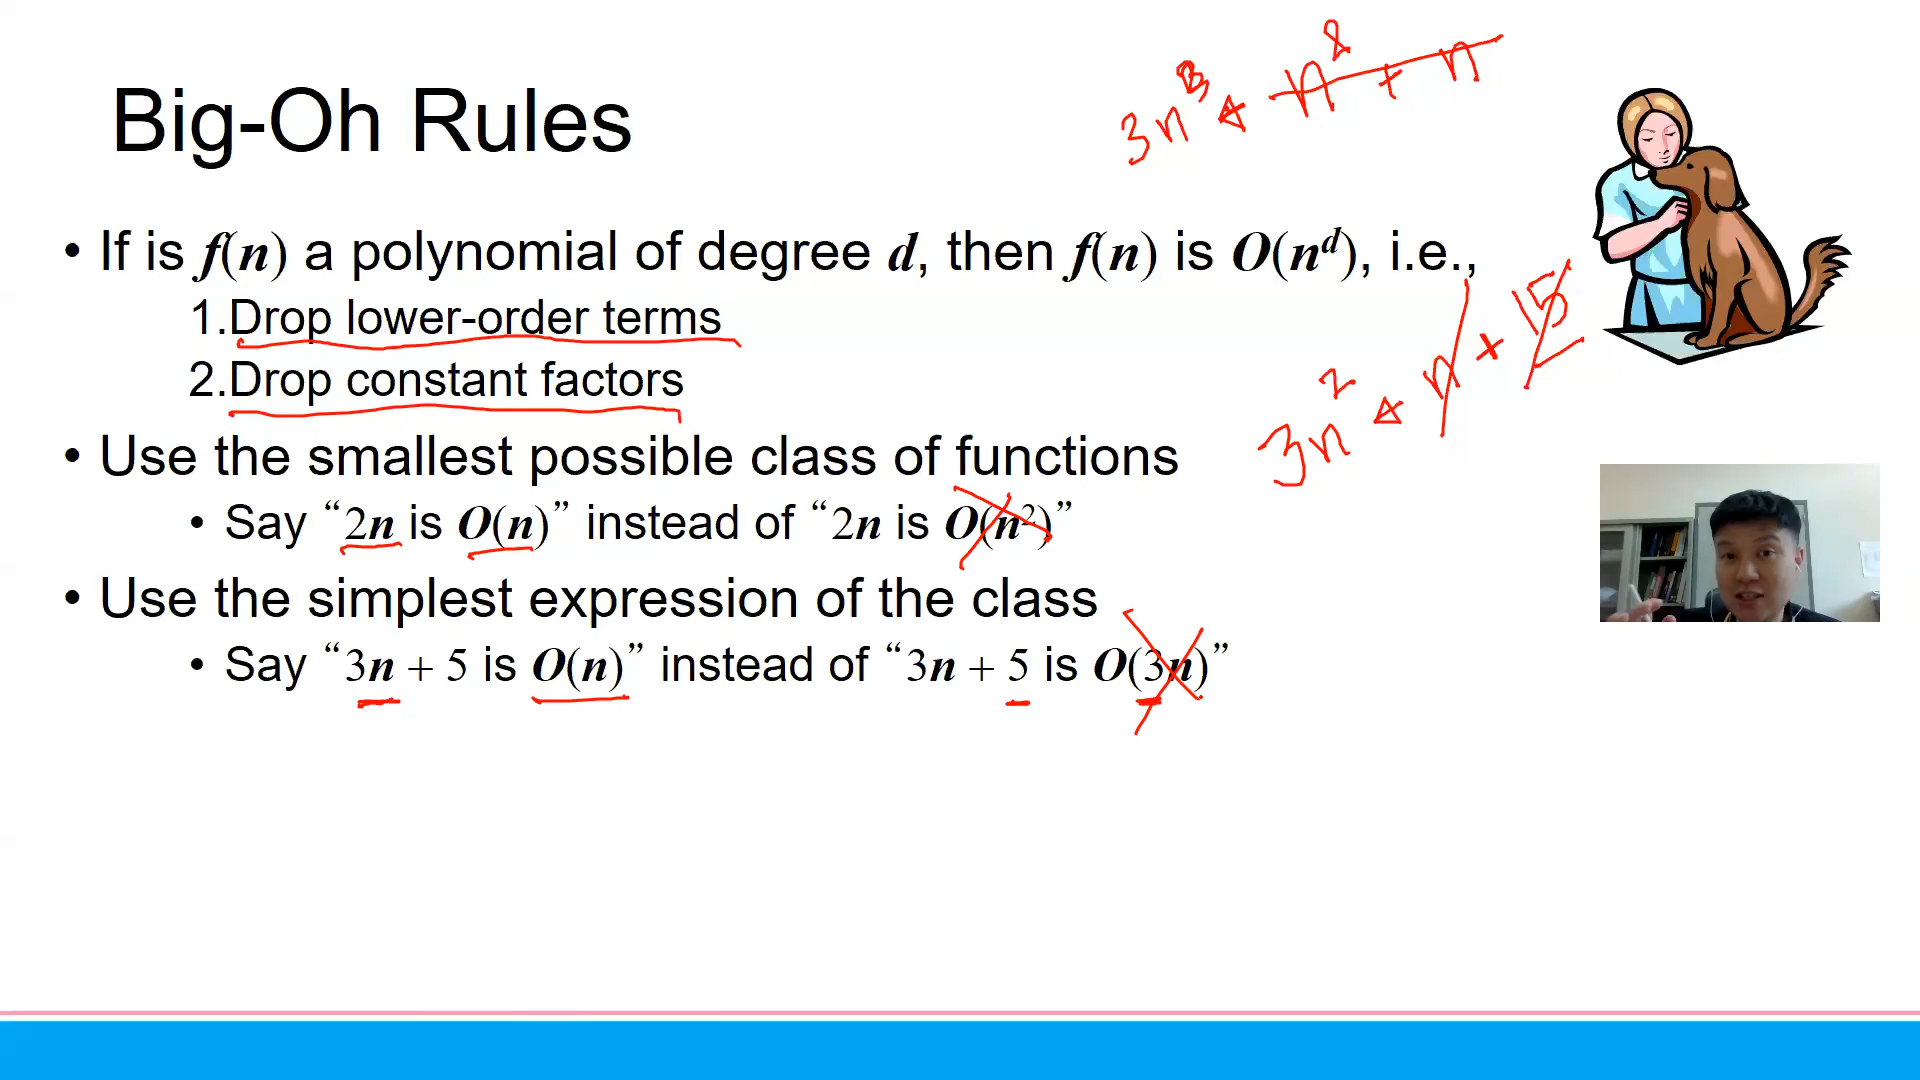 3n³ + n² + n
Big-Oh Rules
• If is f(n) a polynomial of degree d, then f(n) is O(nᵈ), i.e.,
1.Drop lower-order terms
2.Drop constant factors
3n² + n + 15
• Use the smallest possible class of functions
• Say “2n is O(n)” instead of “2n is O(n²)”
• Use the simplest expression of the class
• Say “3n + 5 is O(n)” instead of “3n + 5 is O(3n)”